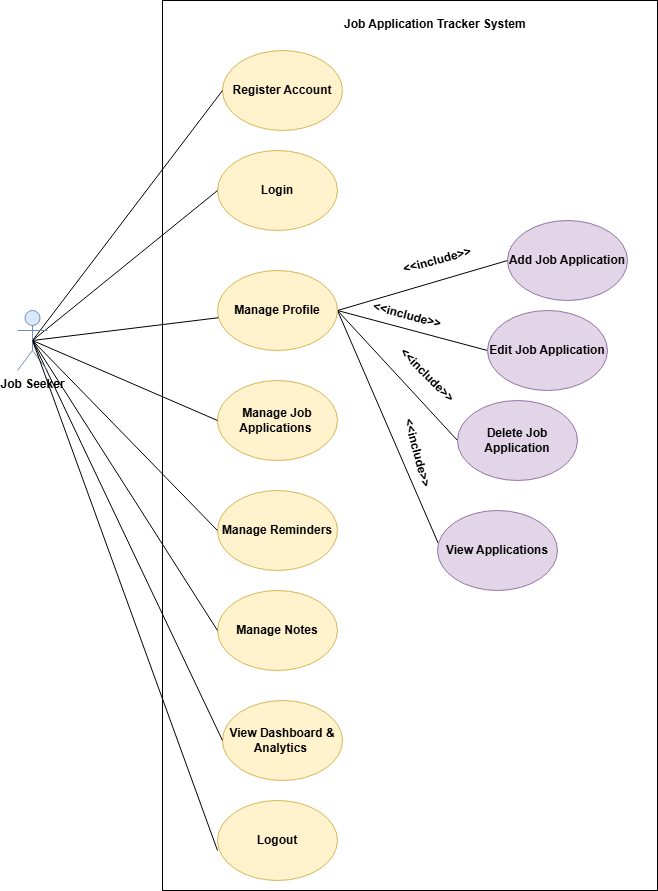 Job Application Tracker System
Register Account
Login
<<include>>
Add Job Application
Manage Profile
<<include>>
Edit Job Application
<<include>>
Job Seeker
Manage Job
Applications
Delete Job
Application
<<include>>
Manage Reminders
View Applications
Manage Notes
View Dashboard &
Analytics
Logout